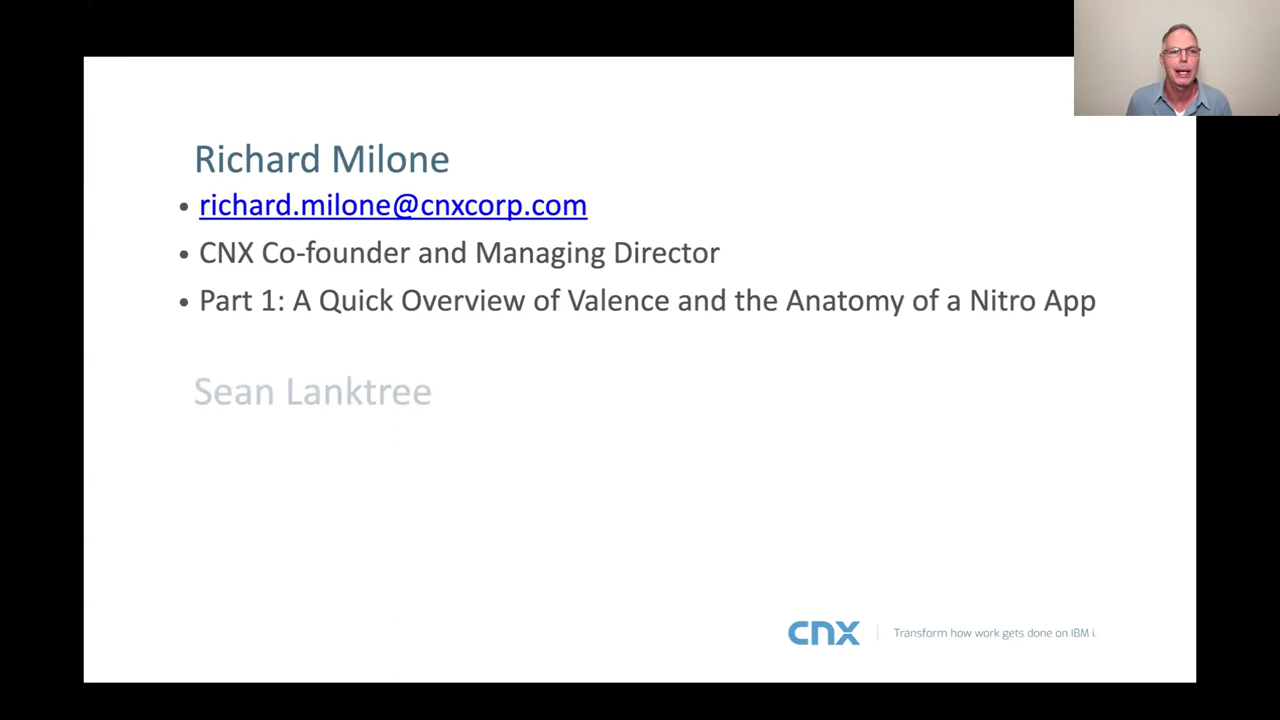 Richard Milone
• richard.milone@cnxcorp.com
• CNX Co-founder and Managing Director
• Part 1: A Quick Overview of Valence and the Anatomy of a Nitro App
Sean Lanktree
cnx
Transform how work gets done on IBM i.